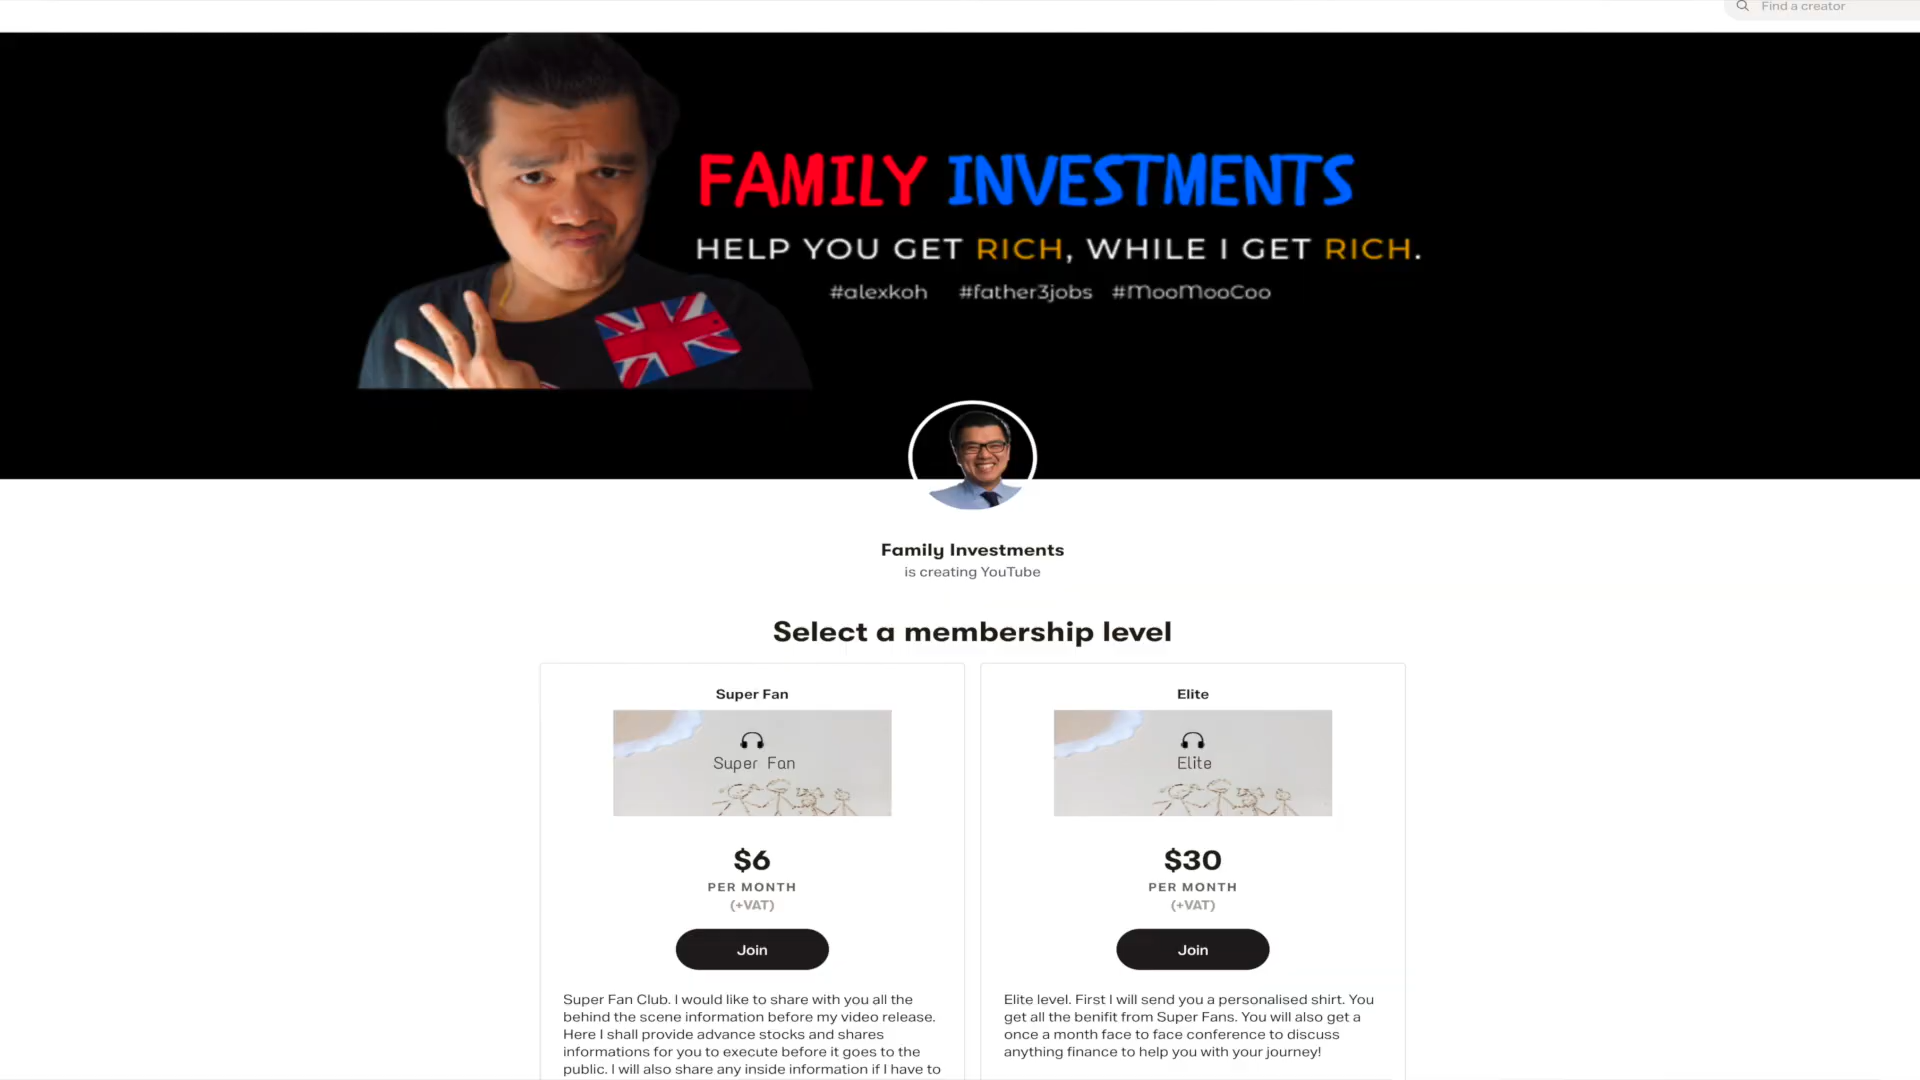 Find a creator
FAMILY INVESTMENTS
HELP YOU GET RICH, WHILE I GET RICH.
#alexkoh #father3jobs #MooMooCoo
Family Investments
is creating YouTube
Select a membership level
Super Fan
Super Fan
$6
PER MONTH
(+VAT)
Join
Super Fan Club. I would like to share with you all the
behind the scene information before my video release.
Here I shall provide advance stocks and shares
informations for you to execute before it goes to the
public. I will also share any inside information if I have to
Elite
Elite
$30
PER MONTH
(+VAT)
Join
Elite level. First I will send you a personalised shirt. You
get all the benifit from Super Fans. You will also get a
once a month face to face conference to discuss
anything finance to help you with your journey!